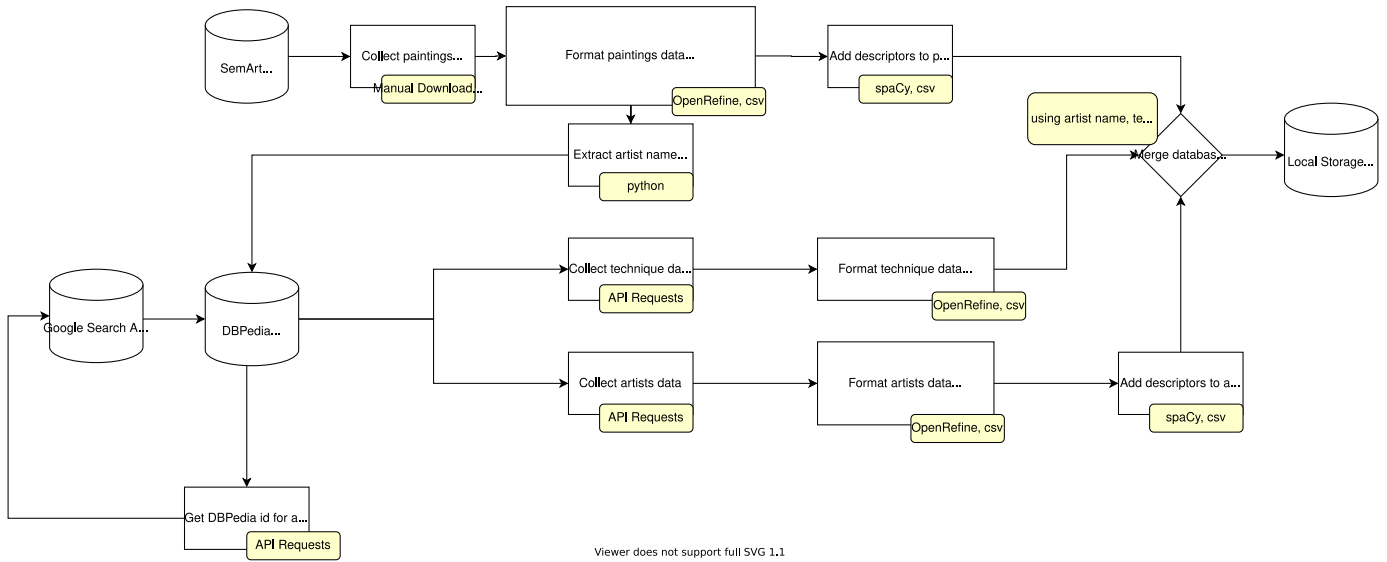 SemArt...
Collect paintings...
Manual Download...
Format paintings data...
OpenRefine, csv
Add descriptors to p...
spaCy, csv
using artist name, te...
Merge databas...
Local Storage...
Extract artist name...
python
Google Search A...
DBPedia...
Collect technique da...
API Requests
Format technique data...
OpenRefine, csv
Collect artists data
API Requests
Format artists data...
OpenRefine, csv
Add descriptors to a...
spaCy, csv
Get DBPedia id for a...
API Requests
Viewer does not support full SVG 1.1